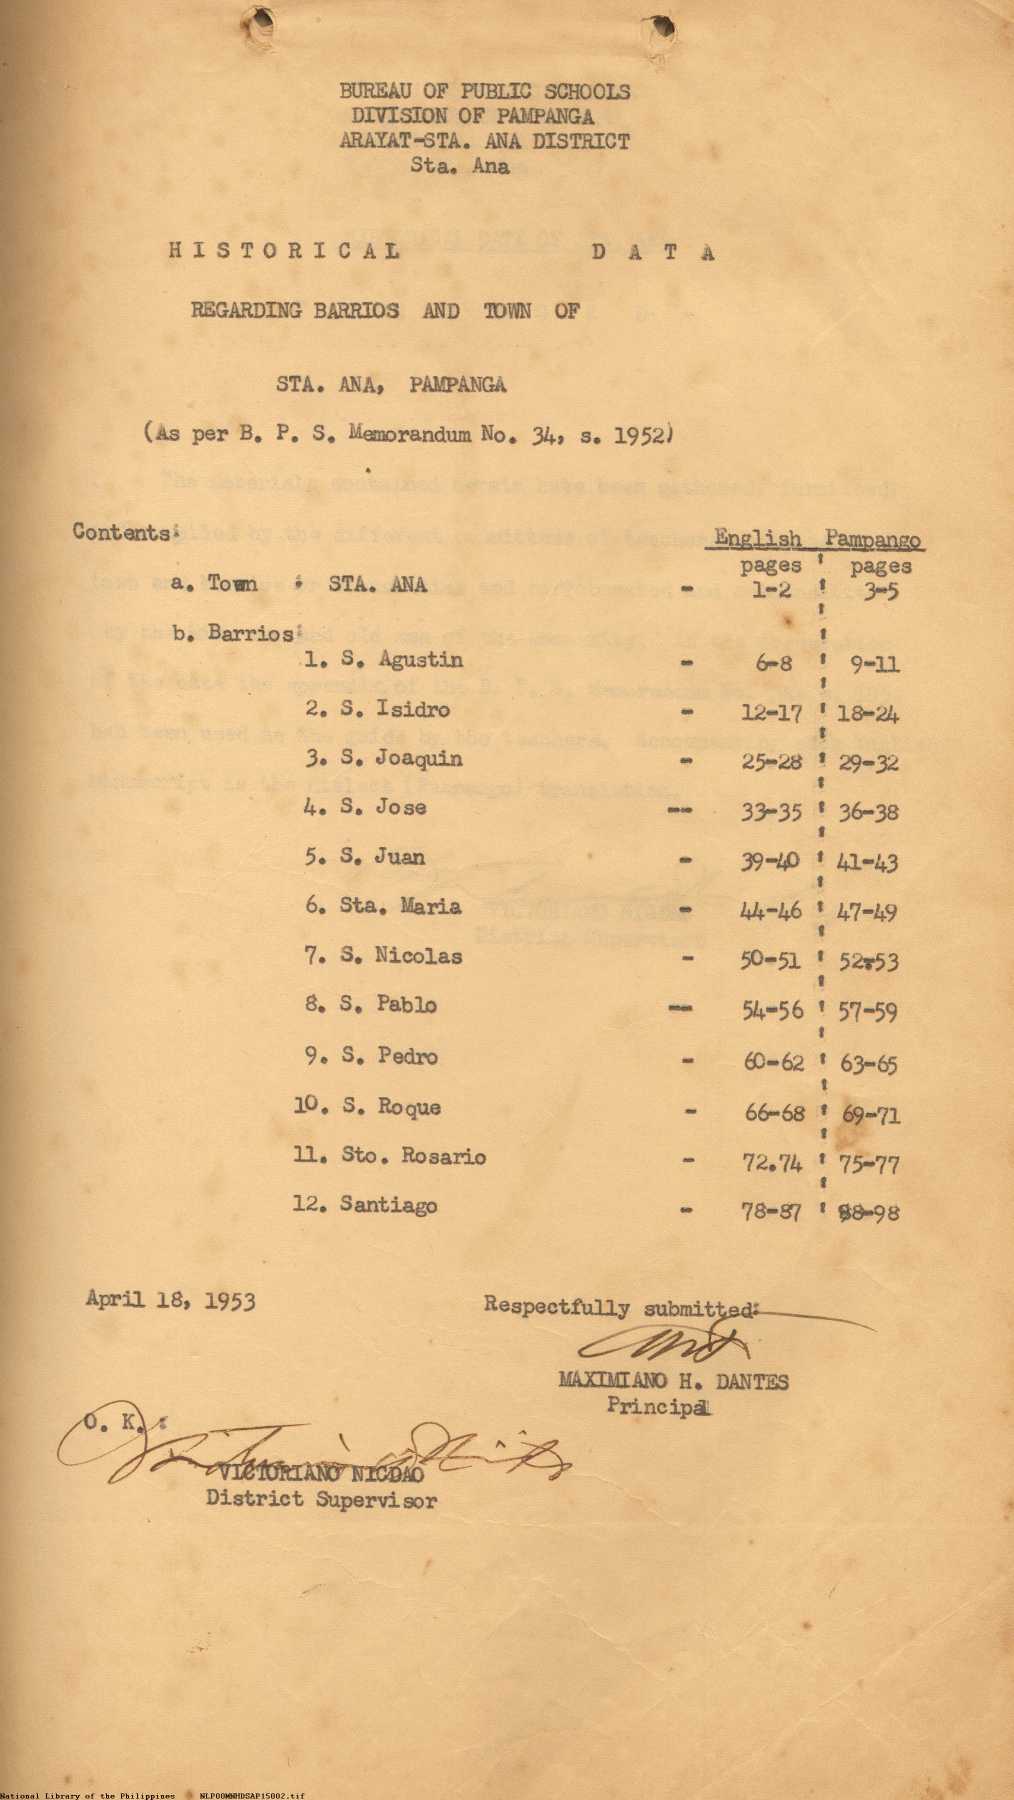 BUREAU OF PUBLIC SCHOOLS
DIVISION OF PAMPANGA
ARAYAT-STA. ANA DISTRICT
Sta. Ana
HISTORICAL DATA
REGARDING BARRIOS AND TOWN OF
STA. ANA, PAMPANGA
(As per B. P. S. Memorandum No. 34, s. 1952)
Contents: English Pampango
pages ' pages
a. Town : STA. ANA - 1-2 ' 3-5
b. Barrios:
1. S. Agustin - 6-8 ' 9-11
2. S. Isidro - 12-17 ' 18-24
3. S. Joaquin - 25-28 ' 29-32
4. S. Jose -- 33-35 ' 36-38
5. S. Juan - 39-40 ' 41-43
6. Sta. Maria - 44-46 ' 47-49
7. S. Nicolas - 50-51 ' 52-53
8. S. Pablo -- 54-56 ' 57-59
9. S. Pedro - 60-62 ' 63-65
10. S. Roque - 66-68 ' 69-71
11. Sto. Rosario - 72.74 ' 75-77
12. Santiago - 78-87 ' 88-98
April 18, 1953 Respectfully submitted:
MAXIMIANO H. DANTES
Principal
O. K. :
VICTORIANO NICDAO
District Supervisor
National Library of the Philippines NLPO0MNHDSAP15002.tif